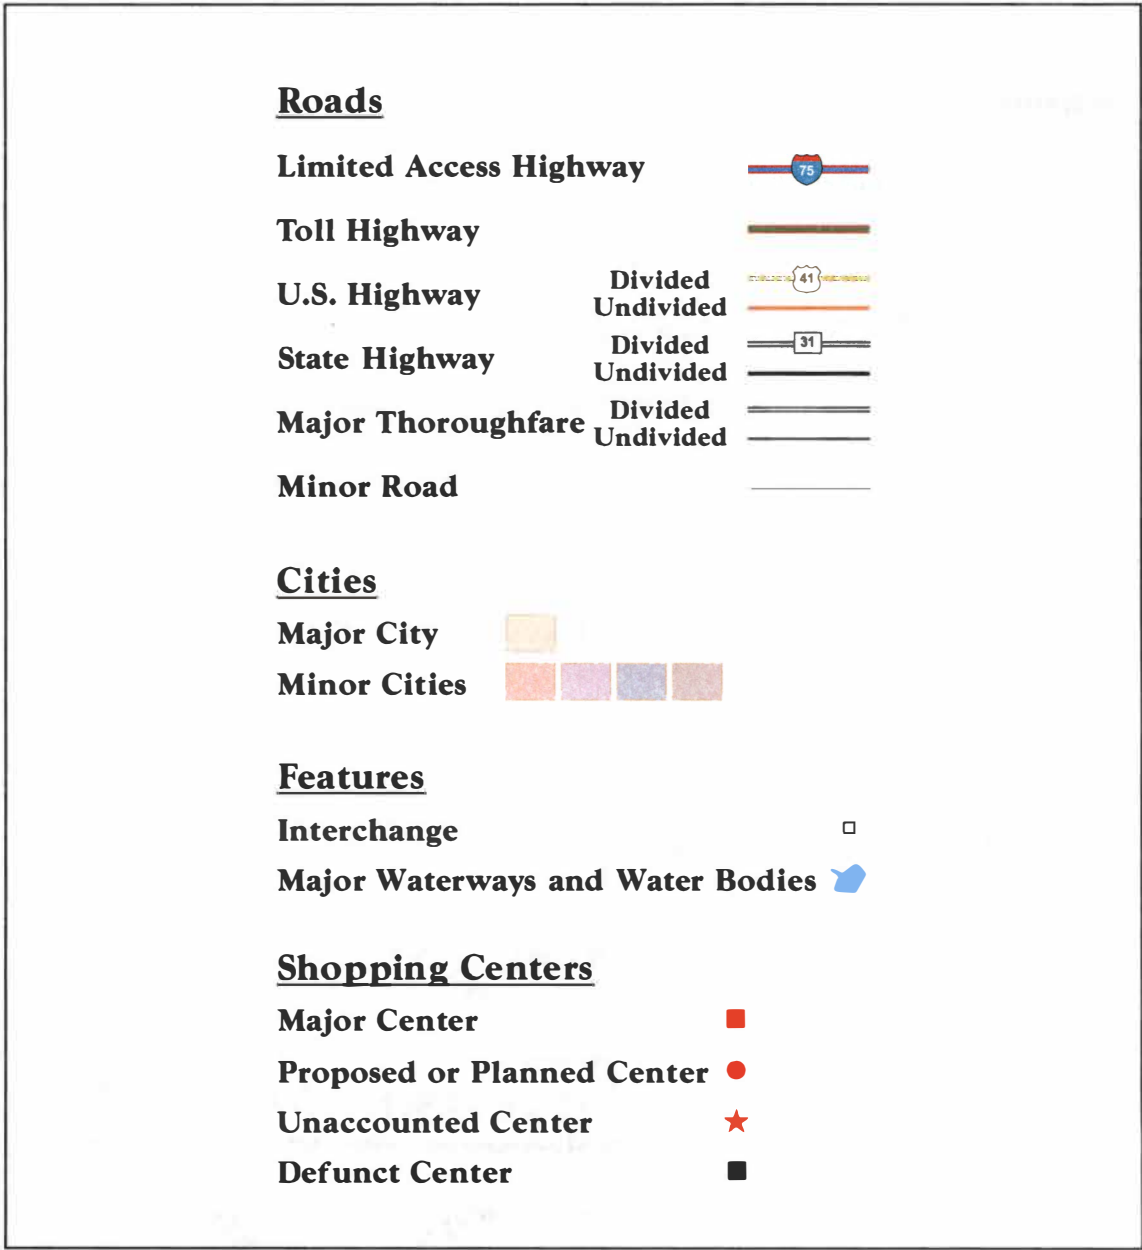 Roads
Limited Access Highway 75
Toll Highway
U.S. Highway Divided 41
Undivided
State Highway Divided 31
Undivided
Major Thoroughfare Divided
Undivided
Minor Road
Cities
Major City
Minor Cities
Features
Interchange
Major Waterways and Water Bodies
Shopping Centers
Major Center
Proposed or Planned Center
Unaccounted Center
Defunct Center